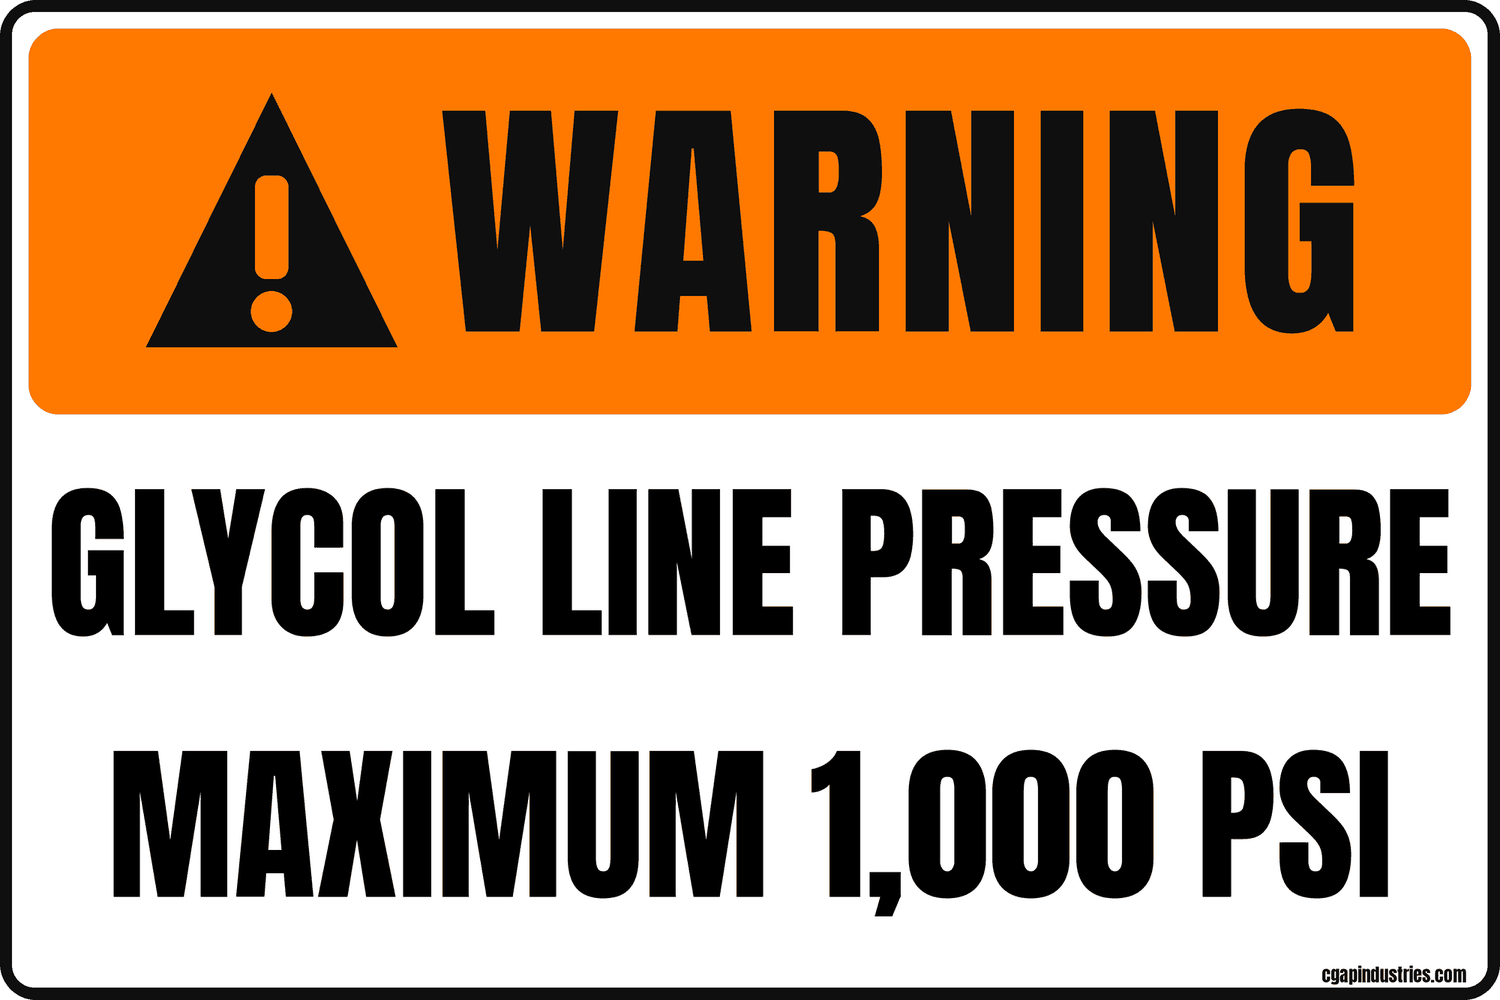 WARNING
GLYCOL LINE PRESSURE
MAXIMUM 1,000 PSI
cgapindustries.com